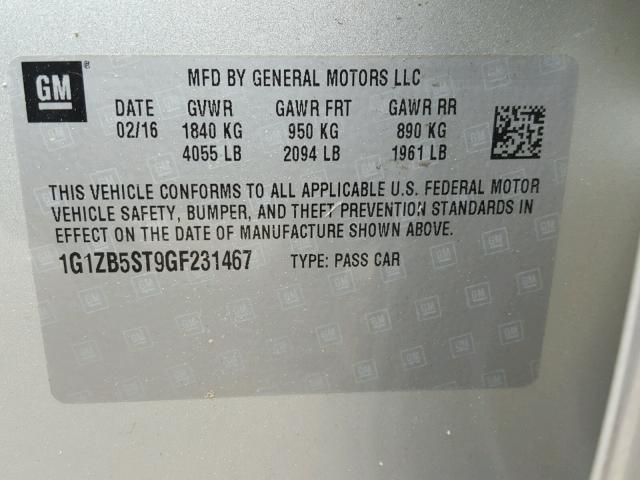 GM ® MFD BY GENERAL MOTORS LLC
DATE GVWR GAWR FRT GAWR RR
02/16 1840 KG 950 KG 890 KG
4055 LB 2094 LB 1961 LB
THIS VEHICLE CONFORMS TO ALL APPLICABLE U.S. FEDERAL MOTOR
VEHICLE SAFETY, BUMPER, AND THEFT PREVENTION STANDARDS IN
EFFECT ON THE DATE OF MANUFACTURE SHOWN ABOVE.
1G1ZB5ST9GF231467 TYPE: PASS CAR